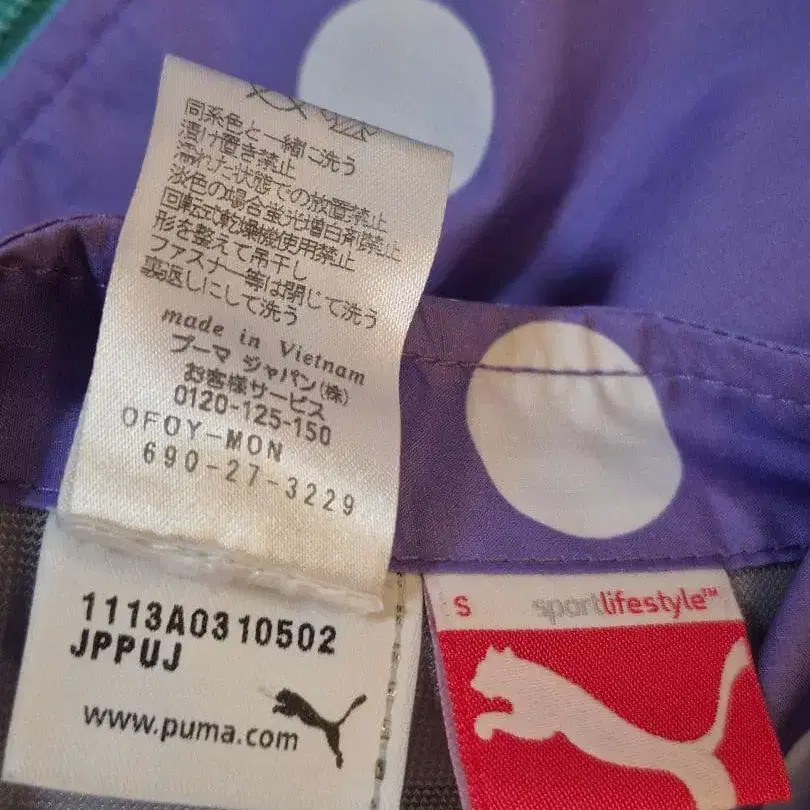 同系色と一緒に洗う
漬け置き禁止
濡れた状態での放置禁止
淡色の場合蛍光増白剤禁止
回転式乾燥機使用禁止
形を整えて吊干し
ファスナー等は閉じて洗う
裏返しにして洗う
made in Vietnam
プーマ ジャパン(株)
お客様サービス
0120-125-150
OFOY-MON
690-27-3229
1113A0310502
JPPUJ
www.puma.com
S sportlifestyle™